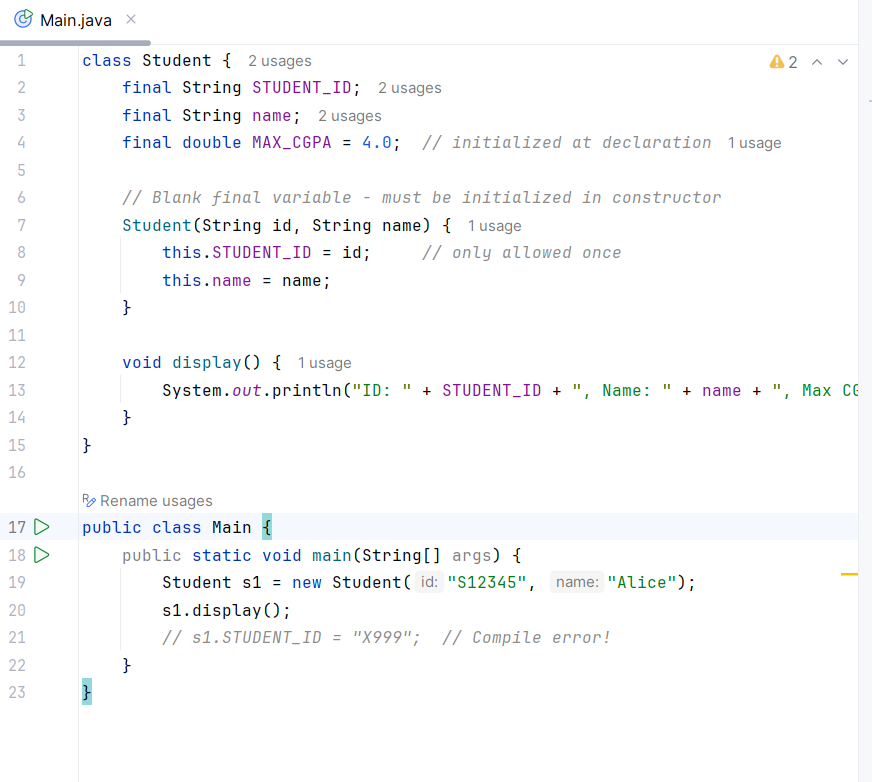 Main.java
1 class Student { 2 usages
2 final String STUDENT_ID; 2 usages
3 final String name; 2 usages
4 final double MAX_CGPA = 4.0; // initialized at declaration 1 usage
5
6 // Blank final variable - must be initialized in constructor
7 Student(String id, String name) { 1 usage
8 this.STUDENT_ID = id; // only allowed once
9 this.name = name;
10 }
11
12 void display() { 1 usage
13 System.out.println("ID: " + STUDENT_ID + ", Name: " + name + ", Max CG
14 }
15 }
16
Rename usages
17 public class Main {
18 public static void main(String[] args) {
19 Student s1 = new Student( id: "S12345", name: "Alice");
20 s1.display();
21 // s1.STUDENT_ID = "X999"; // Compile error!
22 }
23 }
2